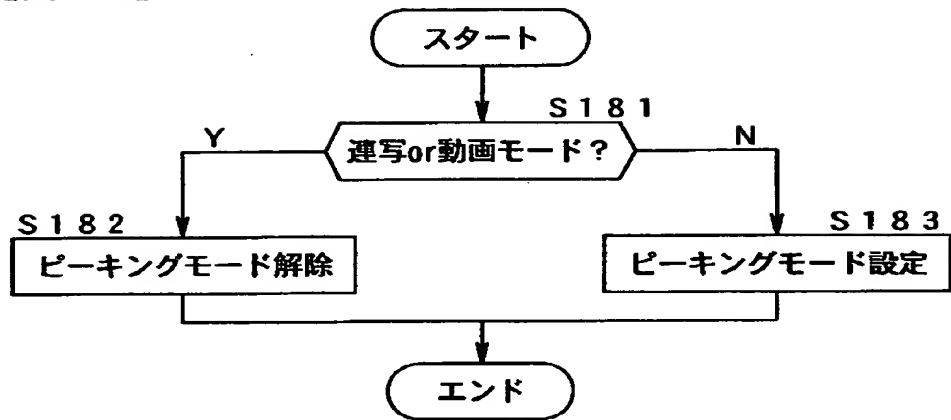 スタート
S181
連写or動画モード?
Y
N
S182
ピーキングモード解除
S183
ピーキングモード設定
エンド